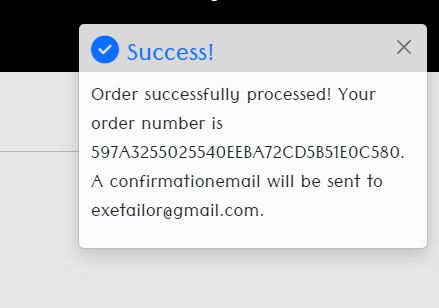 Success!
Order successfully processed! Your
order number is
597A3255025540EEBA72CD5B51E0C580.
A confirmationemail will be sent to
exetailor@gmail.com.